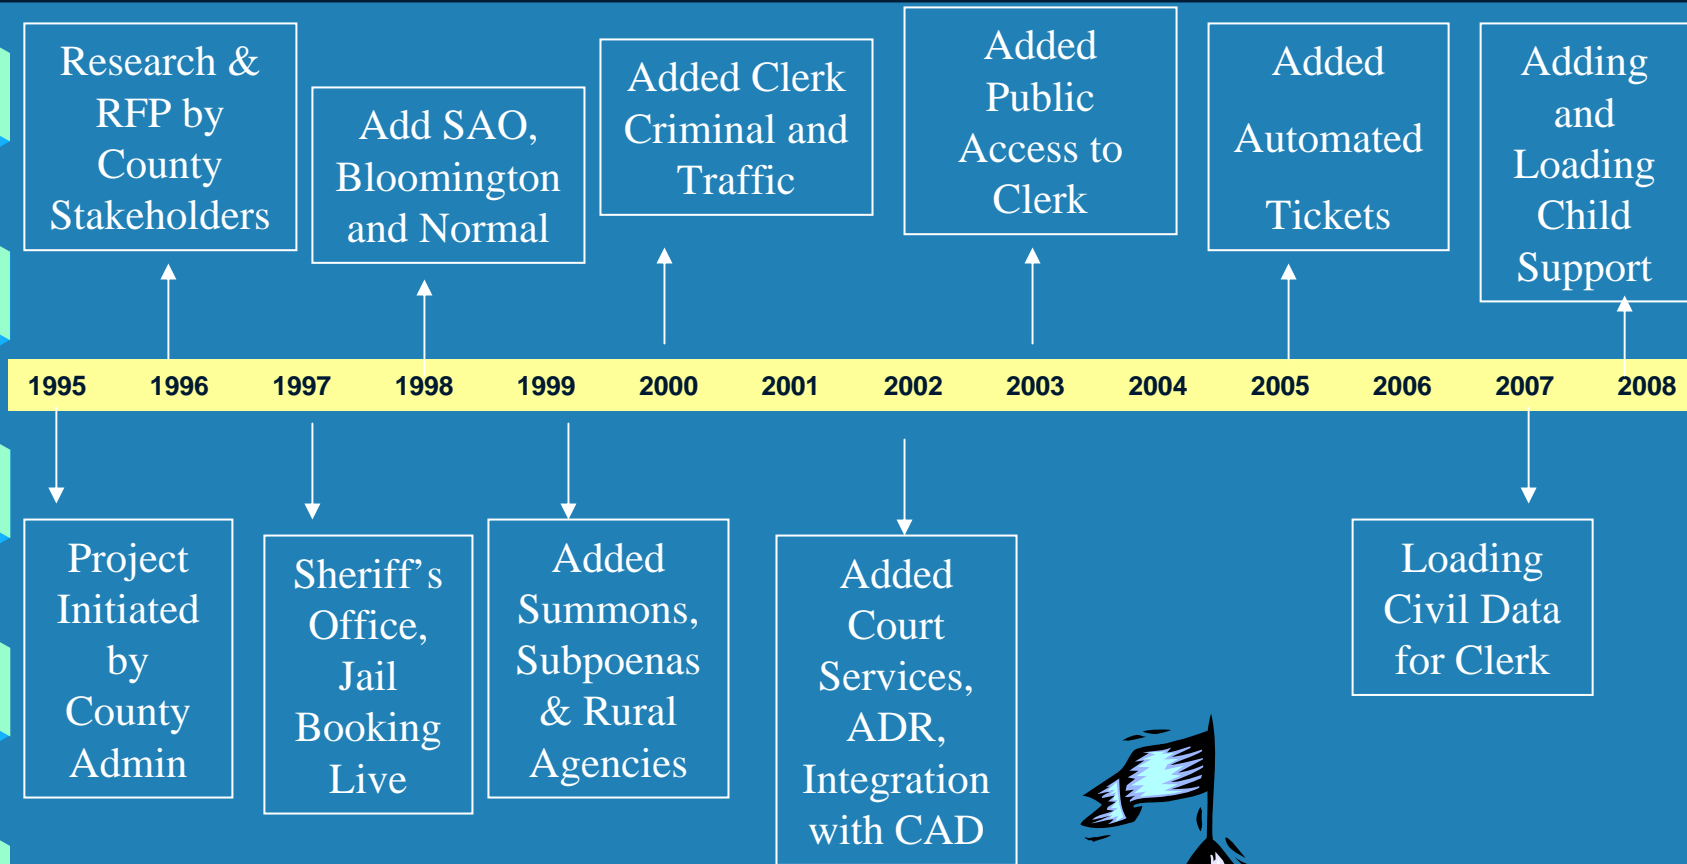 Research &
RFP by
County
Stakeholders
Add SAO,
Bloomington
and Normal
Added Clerk
Criminal and
Traffic
Added
Public
Access to
Clerk
Added
Automated
Tickets
Adding
and
Loading
Child
Support
1995 1996 1997 1998 1999 2000 2001 2002 2003 2004 2005 2006 2007 2008
Project
Initiated
by
County
Admin
Sheriff’s
Office,
Jail
Booking
Live
Added
Summons,
Subpoenas
& Rural
Agencies
Added
Court
Services,
ADR,
Integration
with CAD
Loading
Civil Data
for Clerk